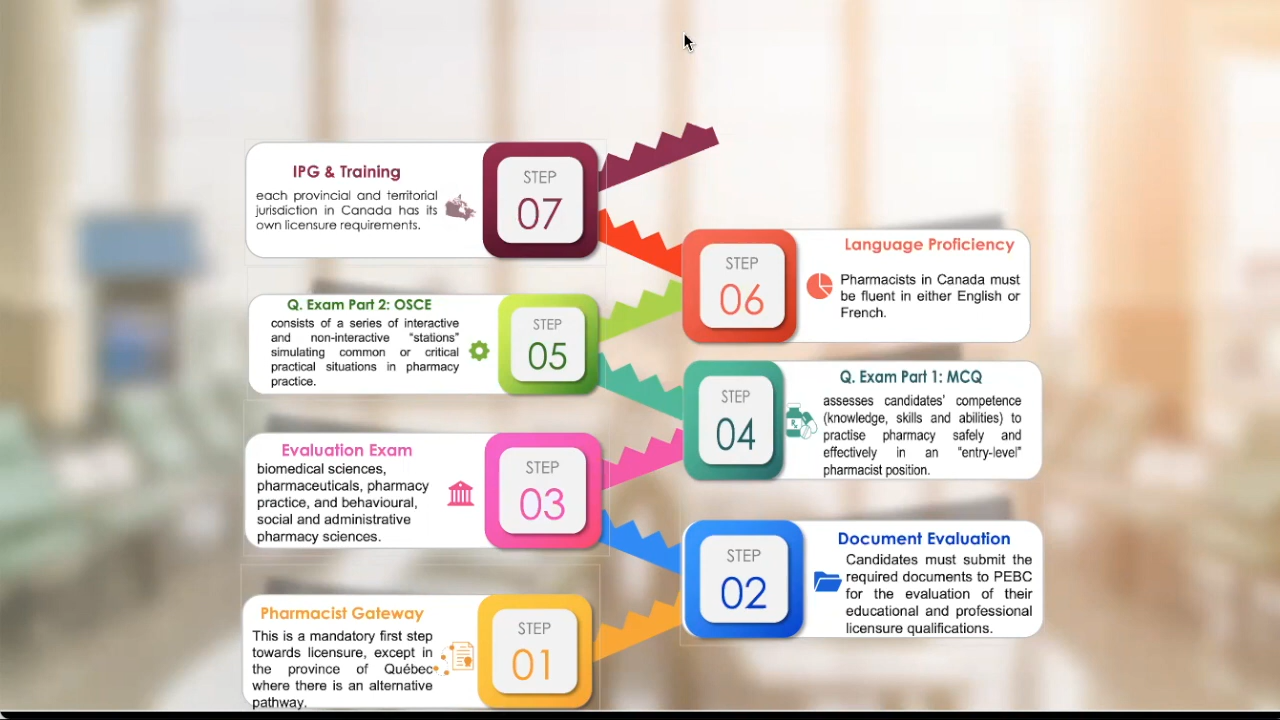 IPG & Training
each provincial and territorial
jurisdiction in Canada has its
own licensure requirements.
STEP
07
STEP
06
Language Proficiency
Pharmacists in Canada must
be fluent in either English or
French.
Q. Exam Part 2: OSCE
consists of a series of interactive
and non-interactive “stations”
simulating common or critical
practical situations in pharmacy
practice.
STEP
05
STEP
04
Q. Exam Part 1: MCQ
assesses candidates’ competence
(knowledge, skills and abilities) to
practise pharmacy safely and
effectively in an “entry-level”
pharmacist position.
Evaluation Exam
biomedical sciences,
pharmaceuticals, pharmacy
practice, and behavioural,
social and administrative
pharmacy sciences.
STEP
03
STEP
02
Document Evaluation
Candidates must submit the
required documents to PEBC
for the evaluation of their
educational and professional
licensure qualifications.
Pharmacist Gateway
This is a mandatory first step
towards licensure, except in
the province of Québec
where there is an alternative
pathway.
STEP
01